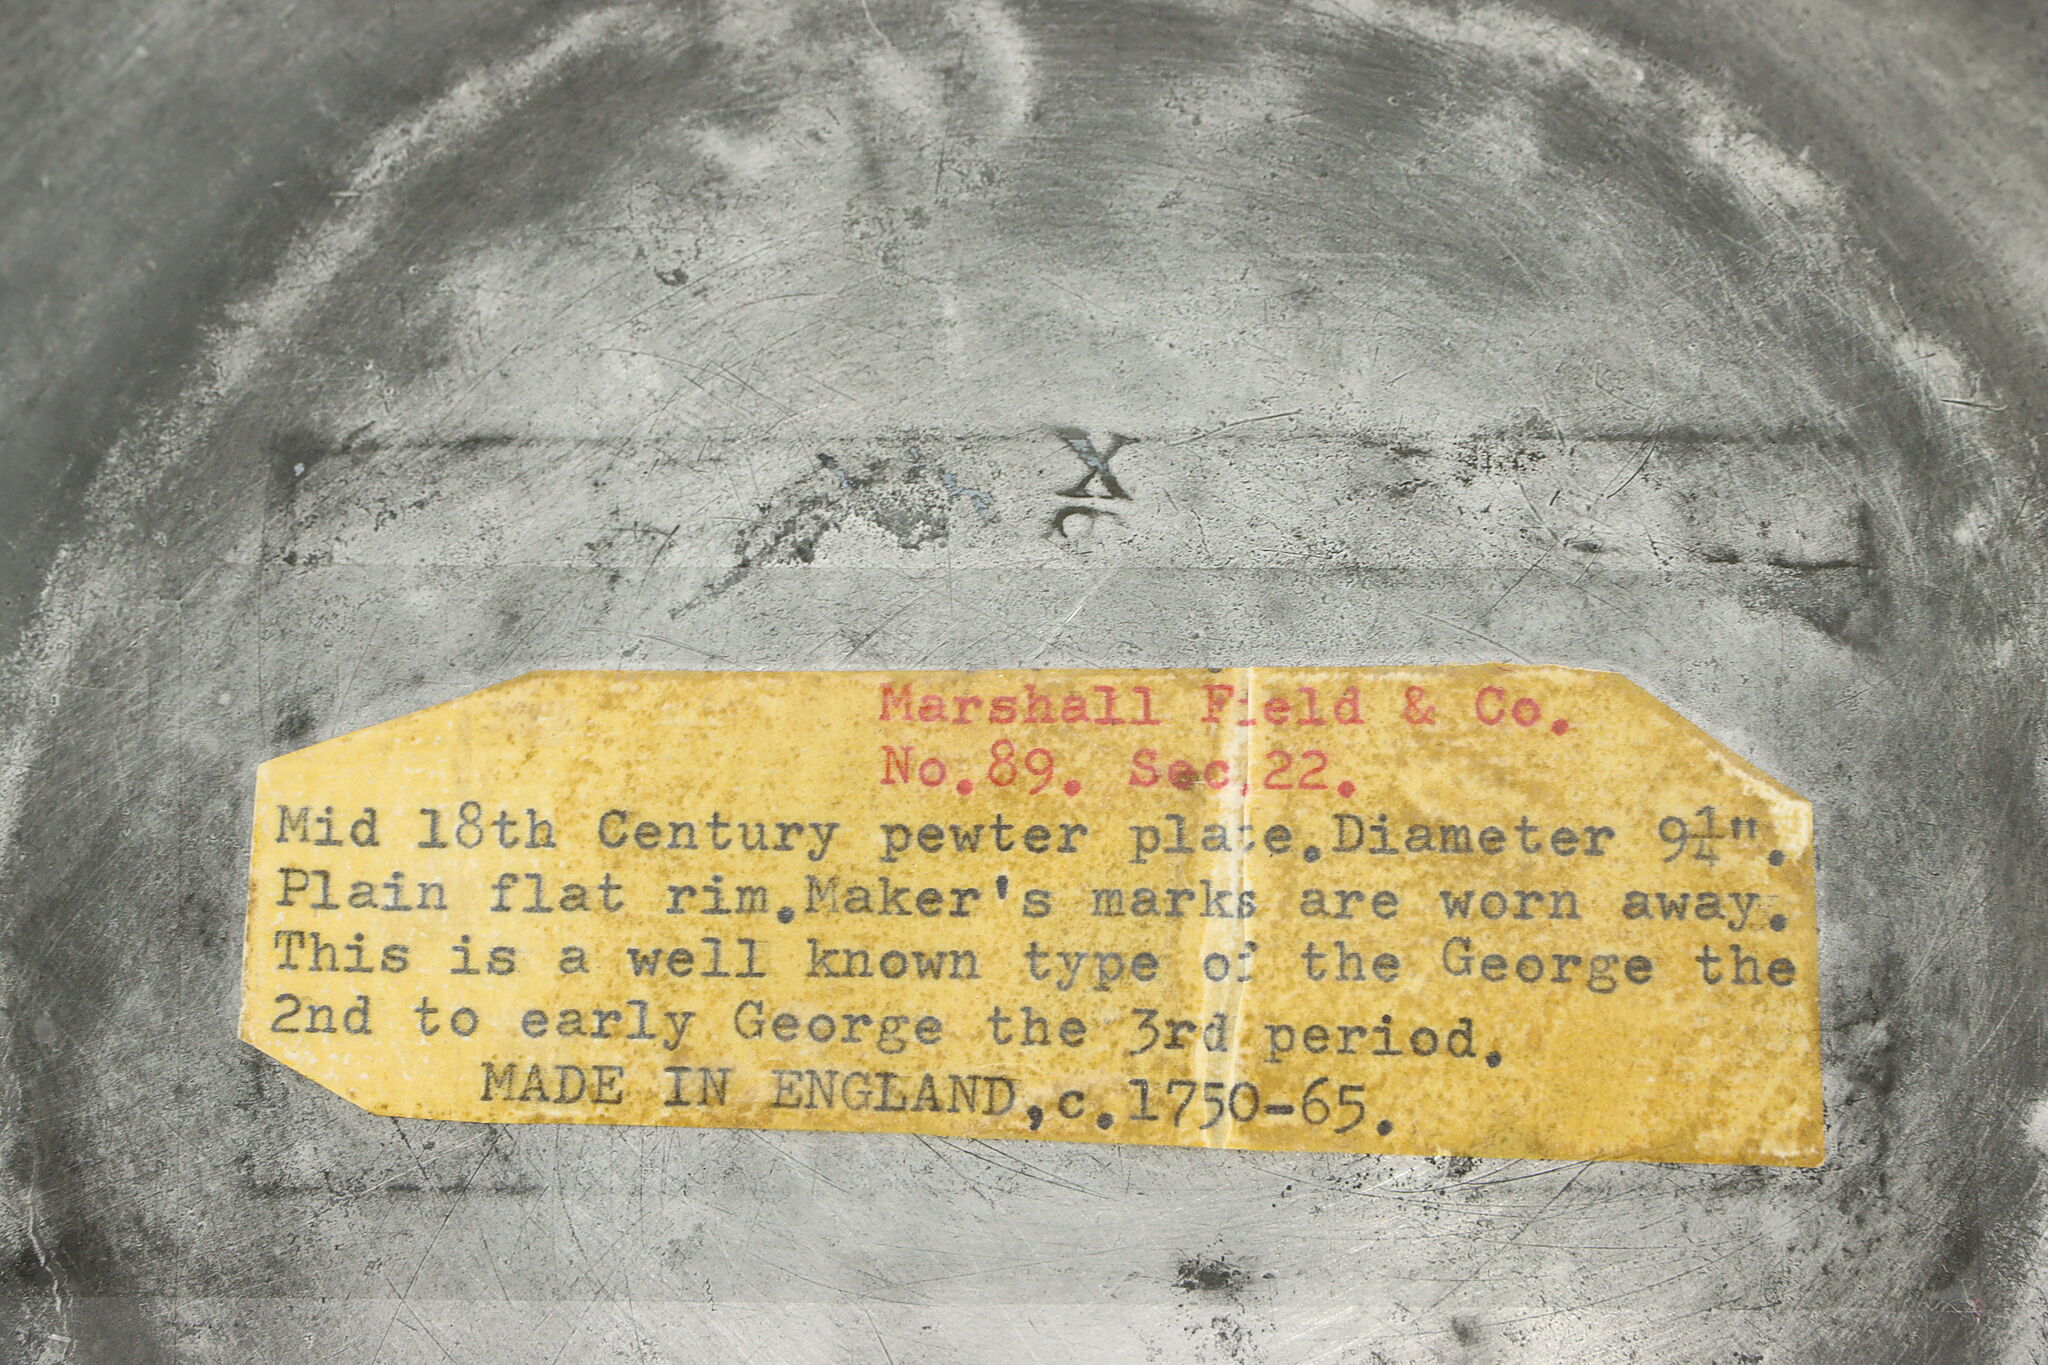 X
Marshall Field & Co.
No.89. Sec.22.
Mid 18th Century pewter plate.Diameter 9¼".
Plain flat rim.Maker's marks are worn away.
This is a well known type of the George the
2nd to early George the 3rd period.
MADE IN ENGLAND,c.1750-65.